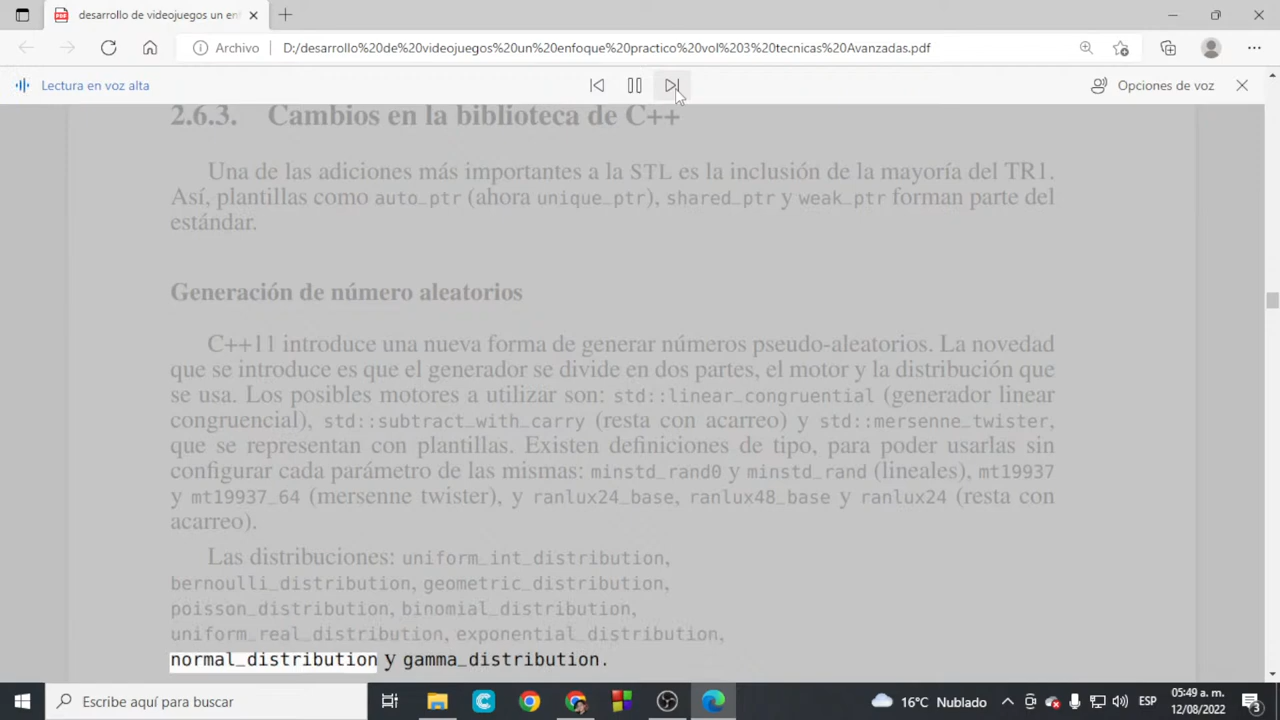 desarrollo de videojuegos un enf
Archivo
D:/desarrollo%20de%20videojuegos%20un%20enfoque%20practico%20vol%203%20tecnicas%20Avanzadas.pdf
Lectura en voz alta
Opciones de voz
2.6.3. Cambios en la biblioteca de C++
Una de las adiciones más importantes a la STL es la inclusión de la mayoría del TR1.
Así, plantillas como auto_ptr (ahora unique_ptr), shared_ptr y weak_ptr forman parte del
estándar.
Generación de número aleatorios
C++11 introduce una nueva forma de generar números pseudo-aleatorios. La novedad
que se introduce es que el generador se divide en dos partes, el motor y la distribución que
se usa. Los posibles motores a utilizar son: std::linear_congruential (generador linear
congruencial), std::subtract_with_carry (resta con acarreo) y std::mersenne_twister,
que se representan con plantillas. Existen definiciones de tipo, para poder usarlas sin
configurar cada parámetro de las mismas: minstd_rand0 y minstd_rand (lineales), mt19937
y mt19937_64 (mersenne twister), y ranlux24_base, ranlux48_base y ranlux24 (resta con
acarreo).
Las distribuciones: uniform_int_distribution,
bernoulli_distribution, geometric_distribution,
poisson_distribution, binomial_distribution,
uniform_real_distribution, exponential_distribution,
normal_distribution y gamma_distribution.
Escribe aquí para buscar
16°C Nublado
ESP
05:49 a. m.
12/08/2022
3